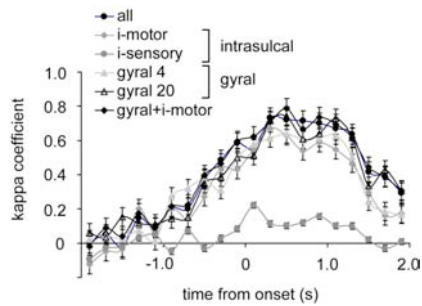 all
i-motor
i-sensory
intrasulcal
gyral 4
gyral 20
gyral
gyral+i-motor
kappa coefficient
1.0
0.8
0.6
0.4
0.2
0
-1.0
0
1.0
2.0
time from onset (s)